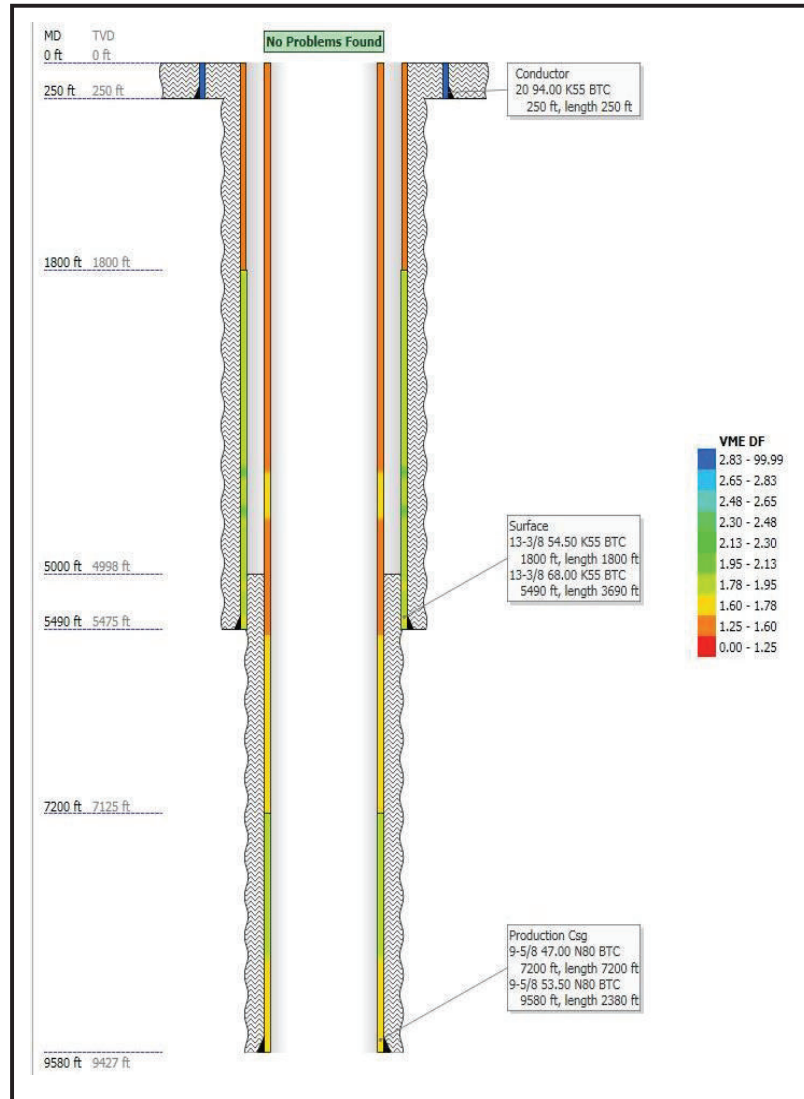 MD TVD
No Problems Found
0 ft 0 ft
Conductor
20 94.00 K55 BTC
250 ft, length 250 ft
250 ft 250 ft
1800 ft 1800 ft
VME DF
2.83 - 99.99
2.65 - 2.83
2.48 - 2.65
2.30 - 2.48
2.13 - 2.30
1.95 - 2.13
1.78 - 1.95
1.60 - 1.78
1.25 - 1.60
0.00 - 1.25
Surface
13-3/8 54.50 K55 BTC
1800 ft, length 1800 ft
13-3/8 68.00 K55 BTC
5490 ft, length 3690 ft
5000 ft 4998 ft
5490 ft 5475 ft
7200 ft 7125 ft
Production Csg
9-5/8 47.00 N80 BTC
7200 ft, length 7200 ft
9-5/8 53.50 N80 BTC
9580 ft, length 2380 ft
9580 ft 9427 ft